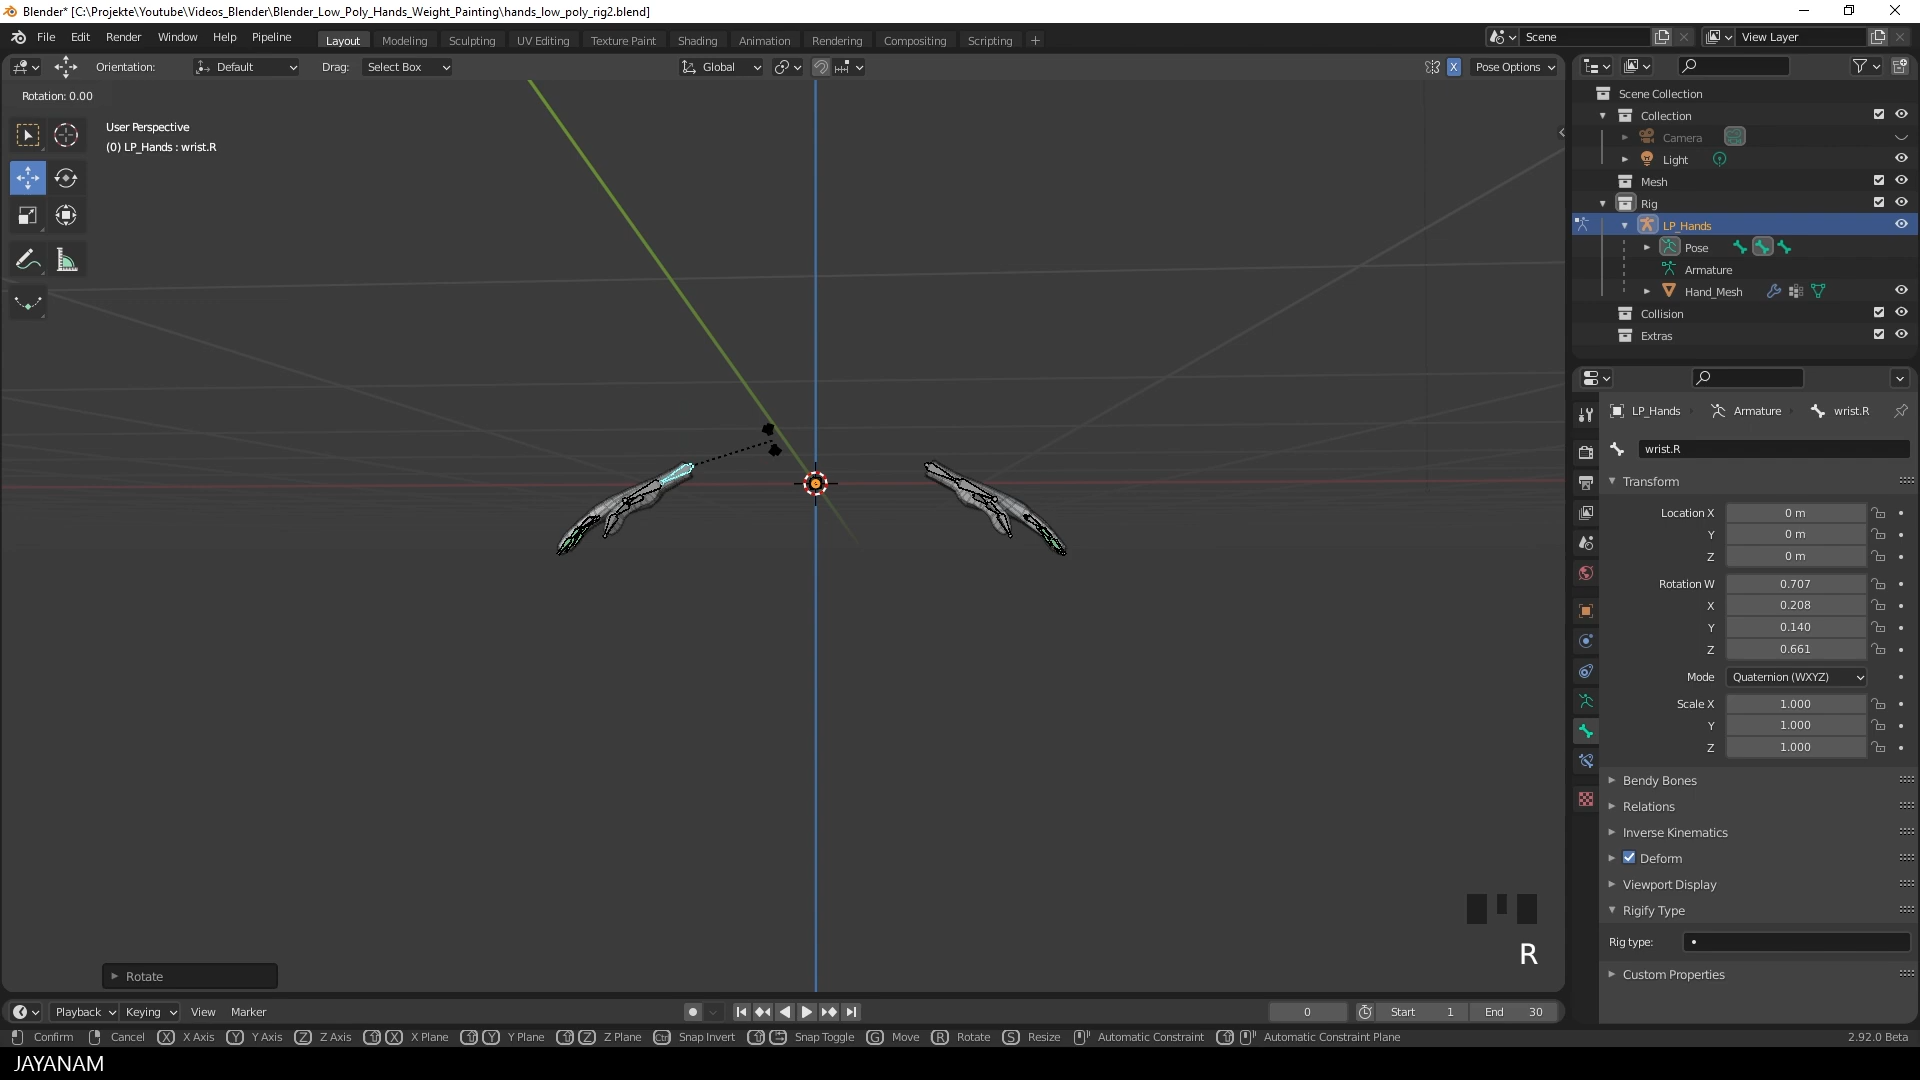 Blender* [C:\Projekte\Youtube\Videos_Blender\Blender_Low_Poly_Hands_Weight_Painting\hands_low_poly_rig2.blend]
File Edit Render Window Help Pipeline Layout Modeling Sculpting UV Editing Texture Paint Shading Animation Rendering Compositing Scripting + Scene View Layer
Orientation: Default Drag: Select Box Global X Pose Options
Rotation: 0.00
User Perspective
(0) LP_Hands : wrist.R
Scene Collection
Collection
Camera
Light
Mesh
Rig
LP_Hands
Pose
Armature
Hand_Mesh
Collision
Extras
LP_Hands Armature wrist.R
wrist.R
Transform
Location X 0 m
Y 0 m
Z 0 m
Rotation W 0.707
X 0.208
Y 0.140
Z 0.661
Mode Quaternion (WXYZ)
Scale X 1.000
Y 1.000
Z 1.000
Bendy Bones
Relations
Inverse Kinematics
Deform
Viewport Display
Rigify Type
Rig type:
Custom Properties
R
Rotate
Playback Keying View Marker 0 Start 1 End 30
Confirm Cancel X X Axis Y Y Axis Z Z Axis X X Plane Y Y Plane Z Z Plane Ctrl Snap Invert Snap Toggle G Move R Rotate S Resize Automatic Constraint Automatic Constraint Plane 2.92.0 Beta
JAYANAM